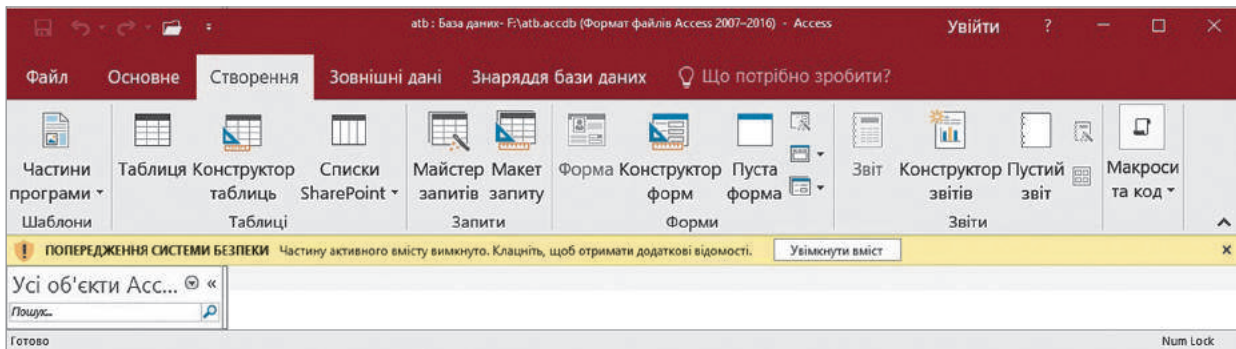 atb : База даних- F:\atb.accdb (Формат файлів Access 2007–2016) - Access Увійти ?
Файл Основне Створення Зовнішні дані Знаряддя бази даних Що потрібно зробити?
Частини програми
Таблиця
Конструктор таблиць
Списки SharePoint
Майстер запитів
Макет запиту
Форма
Конструктор форм
Пуста форма
Звіт
Конструктор звітів
Пустий звіт
Макроси та код
Шаблони Таблиці Запити Форми Звіти
ПОПЕРЕДЖЕННЯ СИСТЕМИ БЕЗПЕКИ Частину активного вмісту вимкнуто. Клацніть, щоб отримати додаткові відомості. Увімкнути вміст
Усі об'єкти Acc... «
Пошук...
Готово Num Lock